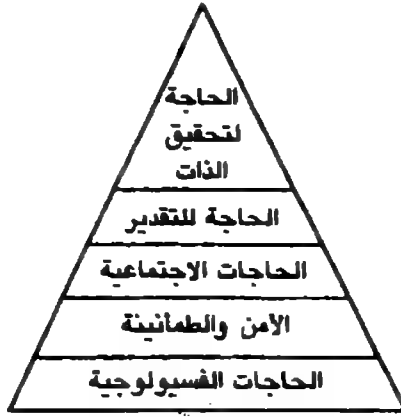 الحاجة
لتحقيق
الذات
الحاجة للتقدير
الحاجات الاجتماعية
الأمن والطمأنينة
الحاجات الفسيولوجية